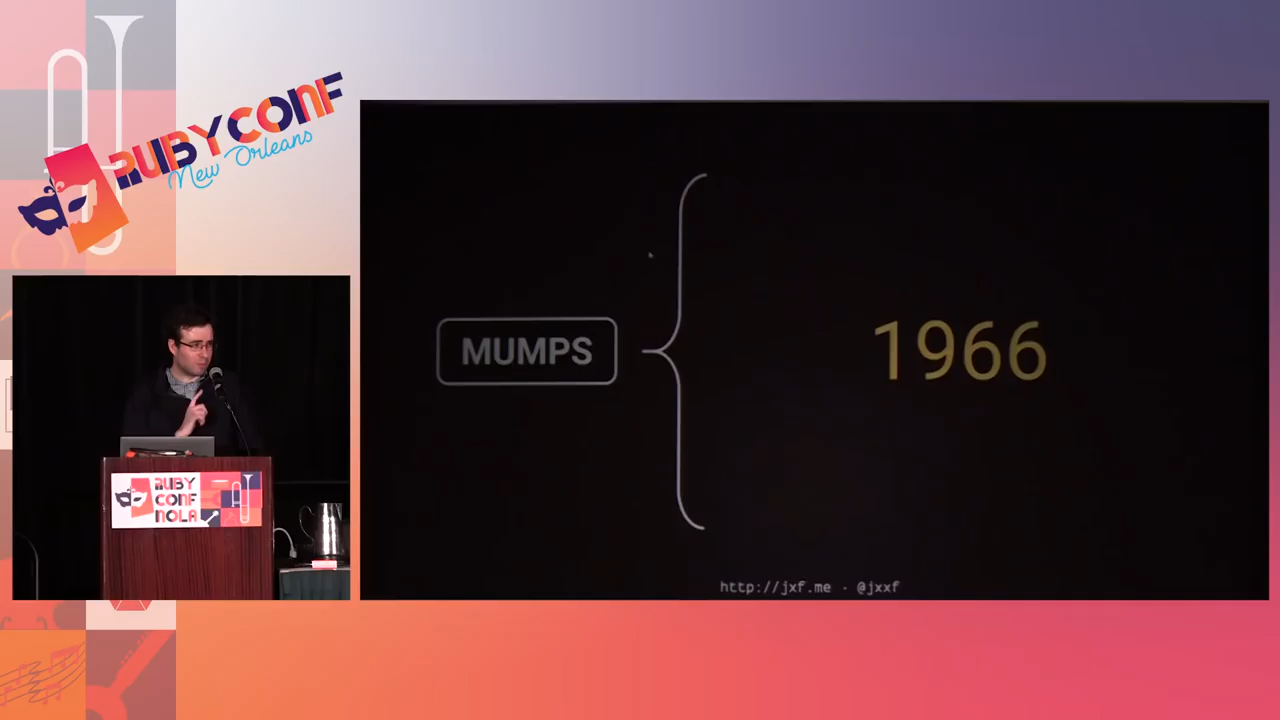 RUBYCONF
New Orleans
MUMPS
1966
http://jxf.me · @jxxf
RUBY
CONF
NOLA